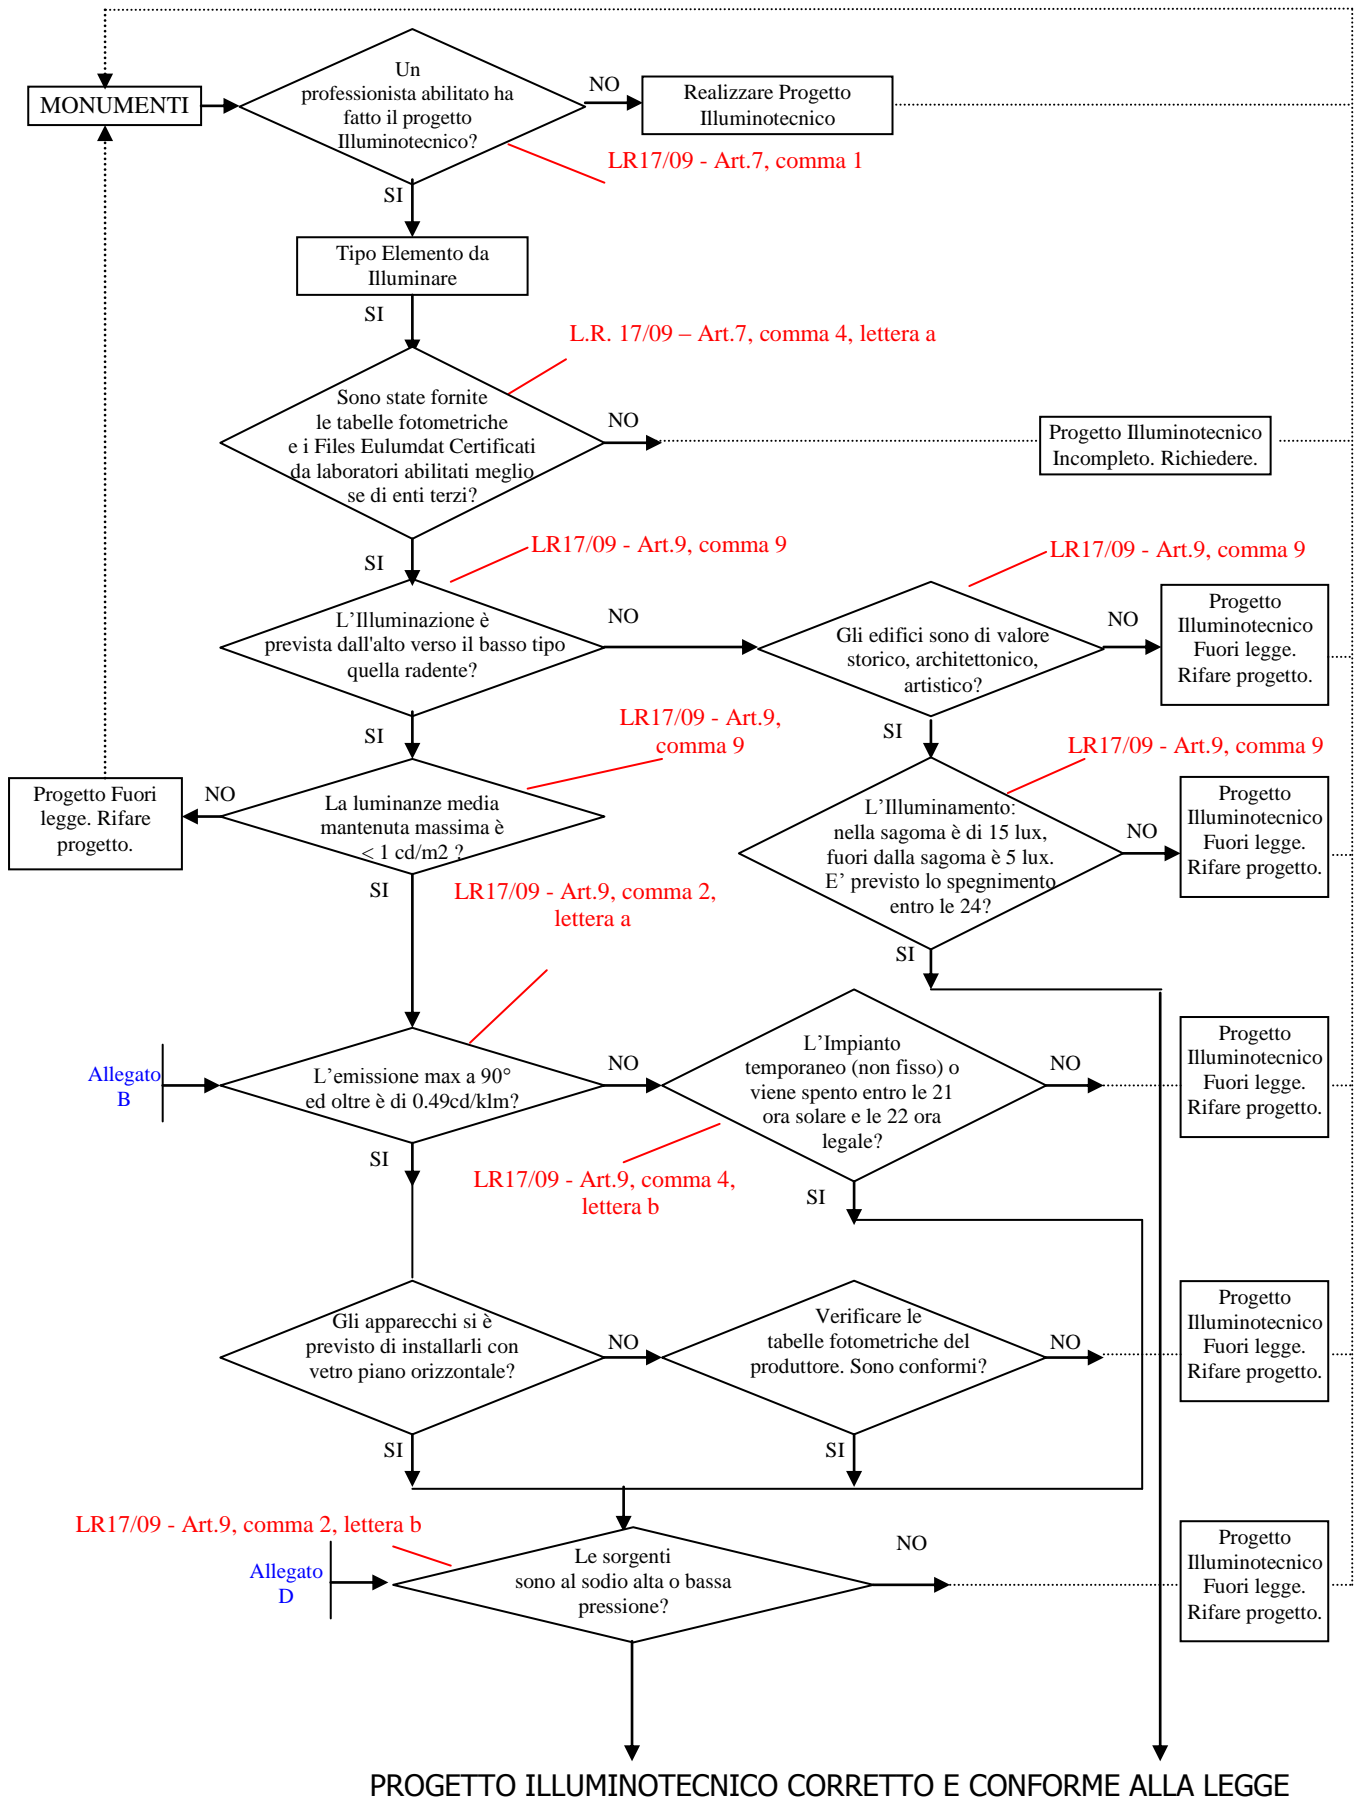 MONUMENTI
Un
professionista abilitato ha
fatto il progetto
Illuminotecnico?
NO
Realizzare Progetto
Illuminotecnico
LR17/09 - Art.7, comma 1
SI
Tipo Elemento da
Illuminare
SI
L.R. 17/09 – Art.7, comma 4, lettera a
Sono state fornite
le tabelle fotometriche
e i Files Eulumdat Certificati
da laboratori abilitati meglio
se di enti terzi?
NO
Progetto Illuminotecnico
Incompleto. Richiedere.
SI
LR17/09 - Art.9, comma 9
L'Illuminazione è
prevista dall'alto verso il basso tipo
quella radente?
NO
LR17/09 - Art.9, comma 9
Gli edifici sono di valore
storico, architettonico,
artistico?
NO
Progetto
Illuminotecnico
Fuori legge.
Rifare progetto.
SI
LR17/09 - Art.9,
comma 9
SI
LR17/09 - Art.9, comma 9
Progetto Fuori
legge. Rifare
progetto.
NO
La luminanze media
mantenuta massima è
< 1 cd/m2 ?
L'Illuminamento:
nella sagoma è di 15 lux,
fuori dalla sagoma è 5 lux.
E' previsto lo spegnimento
entro le 24?
NO
Progetto
Illuminotecnico
Fuori legge.
Rifare progetto.
SI
LR17/09 - Art.9, comma 2,
lettera a
SI
Allegato
B
L'emissione max a 90°
ed oltre è di 0.49cd/klm?
NO
L'Impianto
temporaneo (non fisso) o
viene spento entro le 21
ora solare e le 22 ora
legale?
NO
Progetto
Illuminotecnico
Fuori legge.
Rifare progetto.
SI
LR17/09 - Art.9, comma 4,
lettera b
SI
Gli apparecchi si è
previsto di installarli con
vetro piano orizzontale?
NO
Verificare le
tabelle fotometriche del
produttore. Sono conformi?
NO
Progetto
Illuminotecnico
Fuori legge.
Rifare progetto.
SI
SI
LR17/09 - Art.9, comma 2, lettera b
Allegato
D
Le sorgenti
sono al sodio alta o bassa
pressione?
NO
Progetto
Illuminotecnico
Fuori legge.
Rifare progetto.
PROGETTO ILLUMINOTECNICO CORRETTO E CONFORME ALLA LEGGE